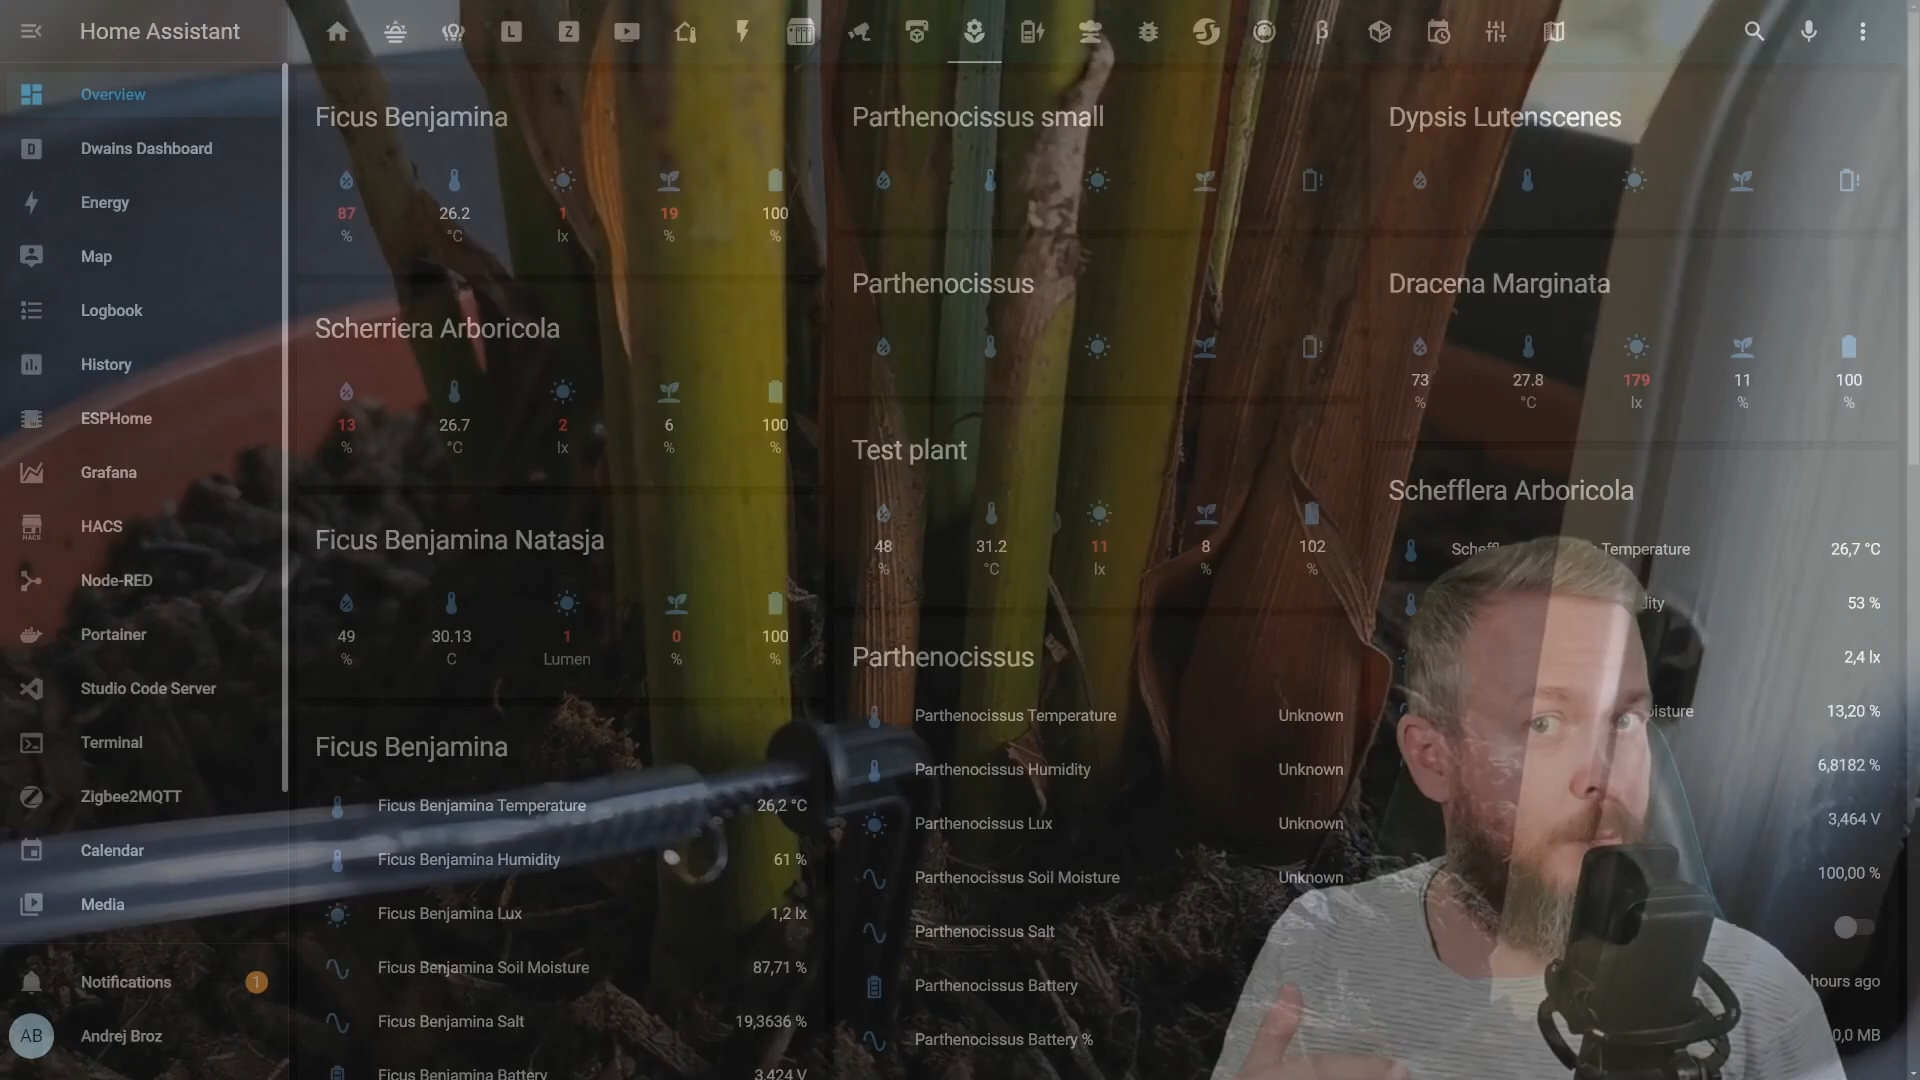 Home Assistant
L
Z
β
Overview
D
Dwains Dashboard
Energy
Map
Logbook
History
ESPHome
Grafana
HACS
HACS
Node-RED
Portainer
Studio Code Server
Terminal
Zigbee2MQTT
Calendar
Media
Notifications
1
AB
Andrej Broz
Ficus Benjamina
87
26.2
1
19
100
%
°C
lx
%
%
Scherriera Arboricola
13
26.7
2
6
100
%
°C
lx
%
%
Ficus Benjamina Natasja
49
30.13
1
0
100
%
C
Lumen
%
%
Ficus Benjamina
Ficus Benjamina Temperature
26,2 °C
Ficus Benjamina Humidity
61 %
Ficus Benjamina Lux
1,2 lx
Ficus Benjamina Soil Moisture
87,71 %
Ficus Benjamina Salt
19,3636 %
Ficus Benjamina Battery
3,424 V
Parthenocissus small
Parthenocissus
Test plant
48
31.2
11
8
102
%
°C
lx
%
%
Parthenocissus
Parthenocissus Temperature
Unknown
Parthenocissus Humidity
Unknown
Parthenocissus Lux
Unknown
Parthenocissus Soil Moisture
Unknown
Parthenocissus Salt
Parthenocissus Battery
Parthenocissus Battery %
Dypsis Lutenscenes
Dracena Marginata
73
27.8
179
11
100
%
°C
lx
%
%
Schefflera Arboricola
Temperature
26,7 °C
53 %
2,4 lx
13,20 %
6,8182 %
3,464 V
100,00 %
hours ago
0,0 MB